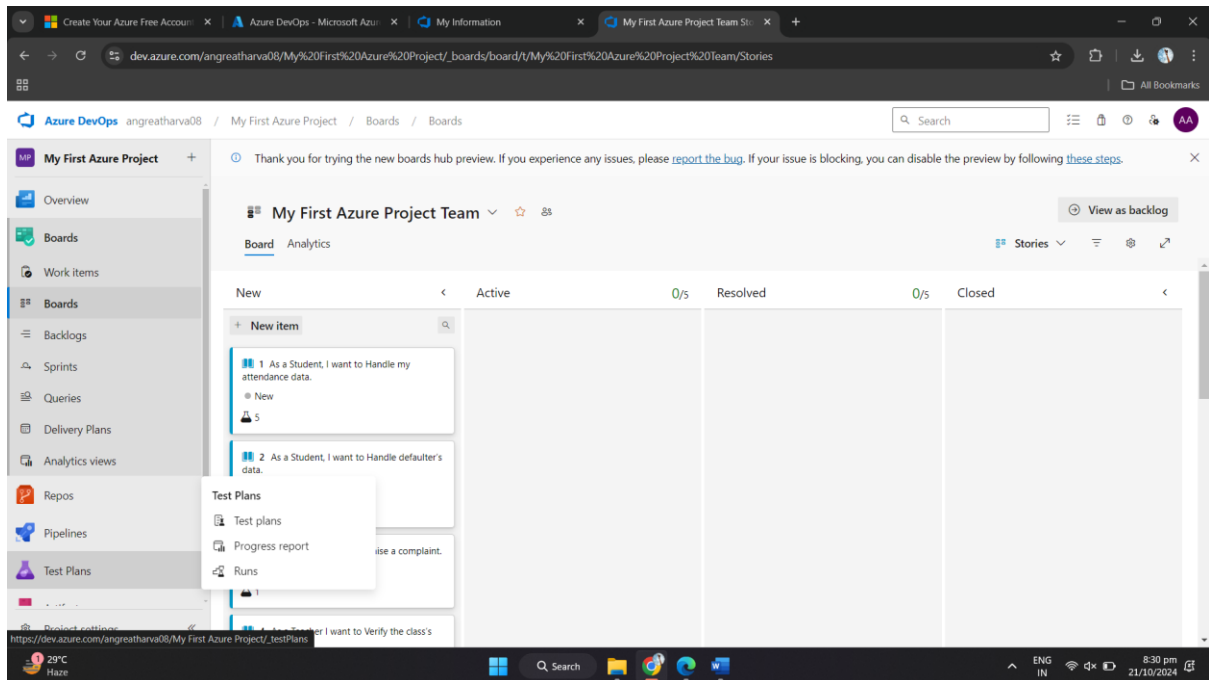 Create Your Azure Free Account
Azure DevOps - Microsoft Azur
My Information
My First Azure Project Team Sto
dev.azure.com/angreatharva08/My%20First%20Azure%20Project/_boards/board/t/My%20First%20Azure%20Project%20Team/Stories
All Bookmarks
Azure DevOps angreatharva08 / My First Azure Project / Boards / Boards
Search
AA
MP My First Azure Project +
Thank you for trying the new boards hub preview. If you experience any issues, please report the bug. If your issue is blocking, you can disable the preview by following these steps.
Overview
Boards
Work items
Boards
Backlogs
Sprints
Queries
Delivery Plans
Analytics views
Repos
Pipelines
Test Plans
Project settings
My First Azure Project Team
View as backlog
Board Analytics
Stories
New
Active 0/5
Resolved 0/5
Closed
+ New item
1 As a Student, I want to Handle my
attendance data.
New
5
2 As a Student, I want to Handle defaulter's
data.
Test Plans
Test plans
Progress report
Runs
ise a complaint.
1
er I want to Verify the class's
https://dev.azure.com/angreatharva08/My First Azure Project/_testPlans
1
29°C
Haze
Search
ENG
IN
8:30 pm
21/10/2024